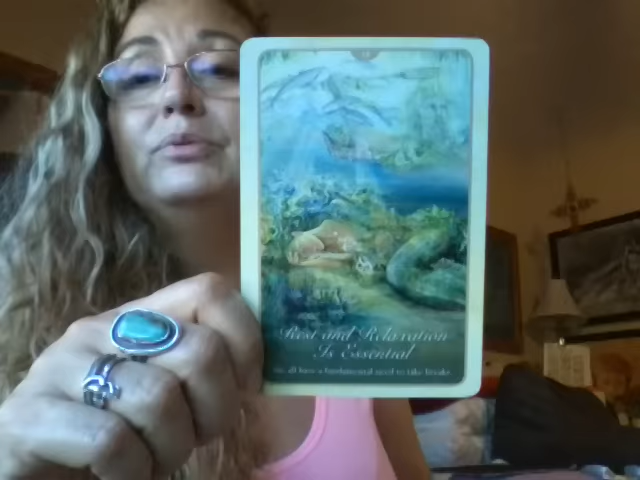 Rest and Relaxation
Is Essential
We all have a fundamental need to take breaks